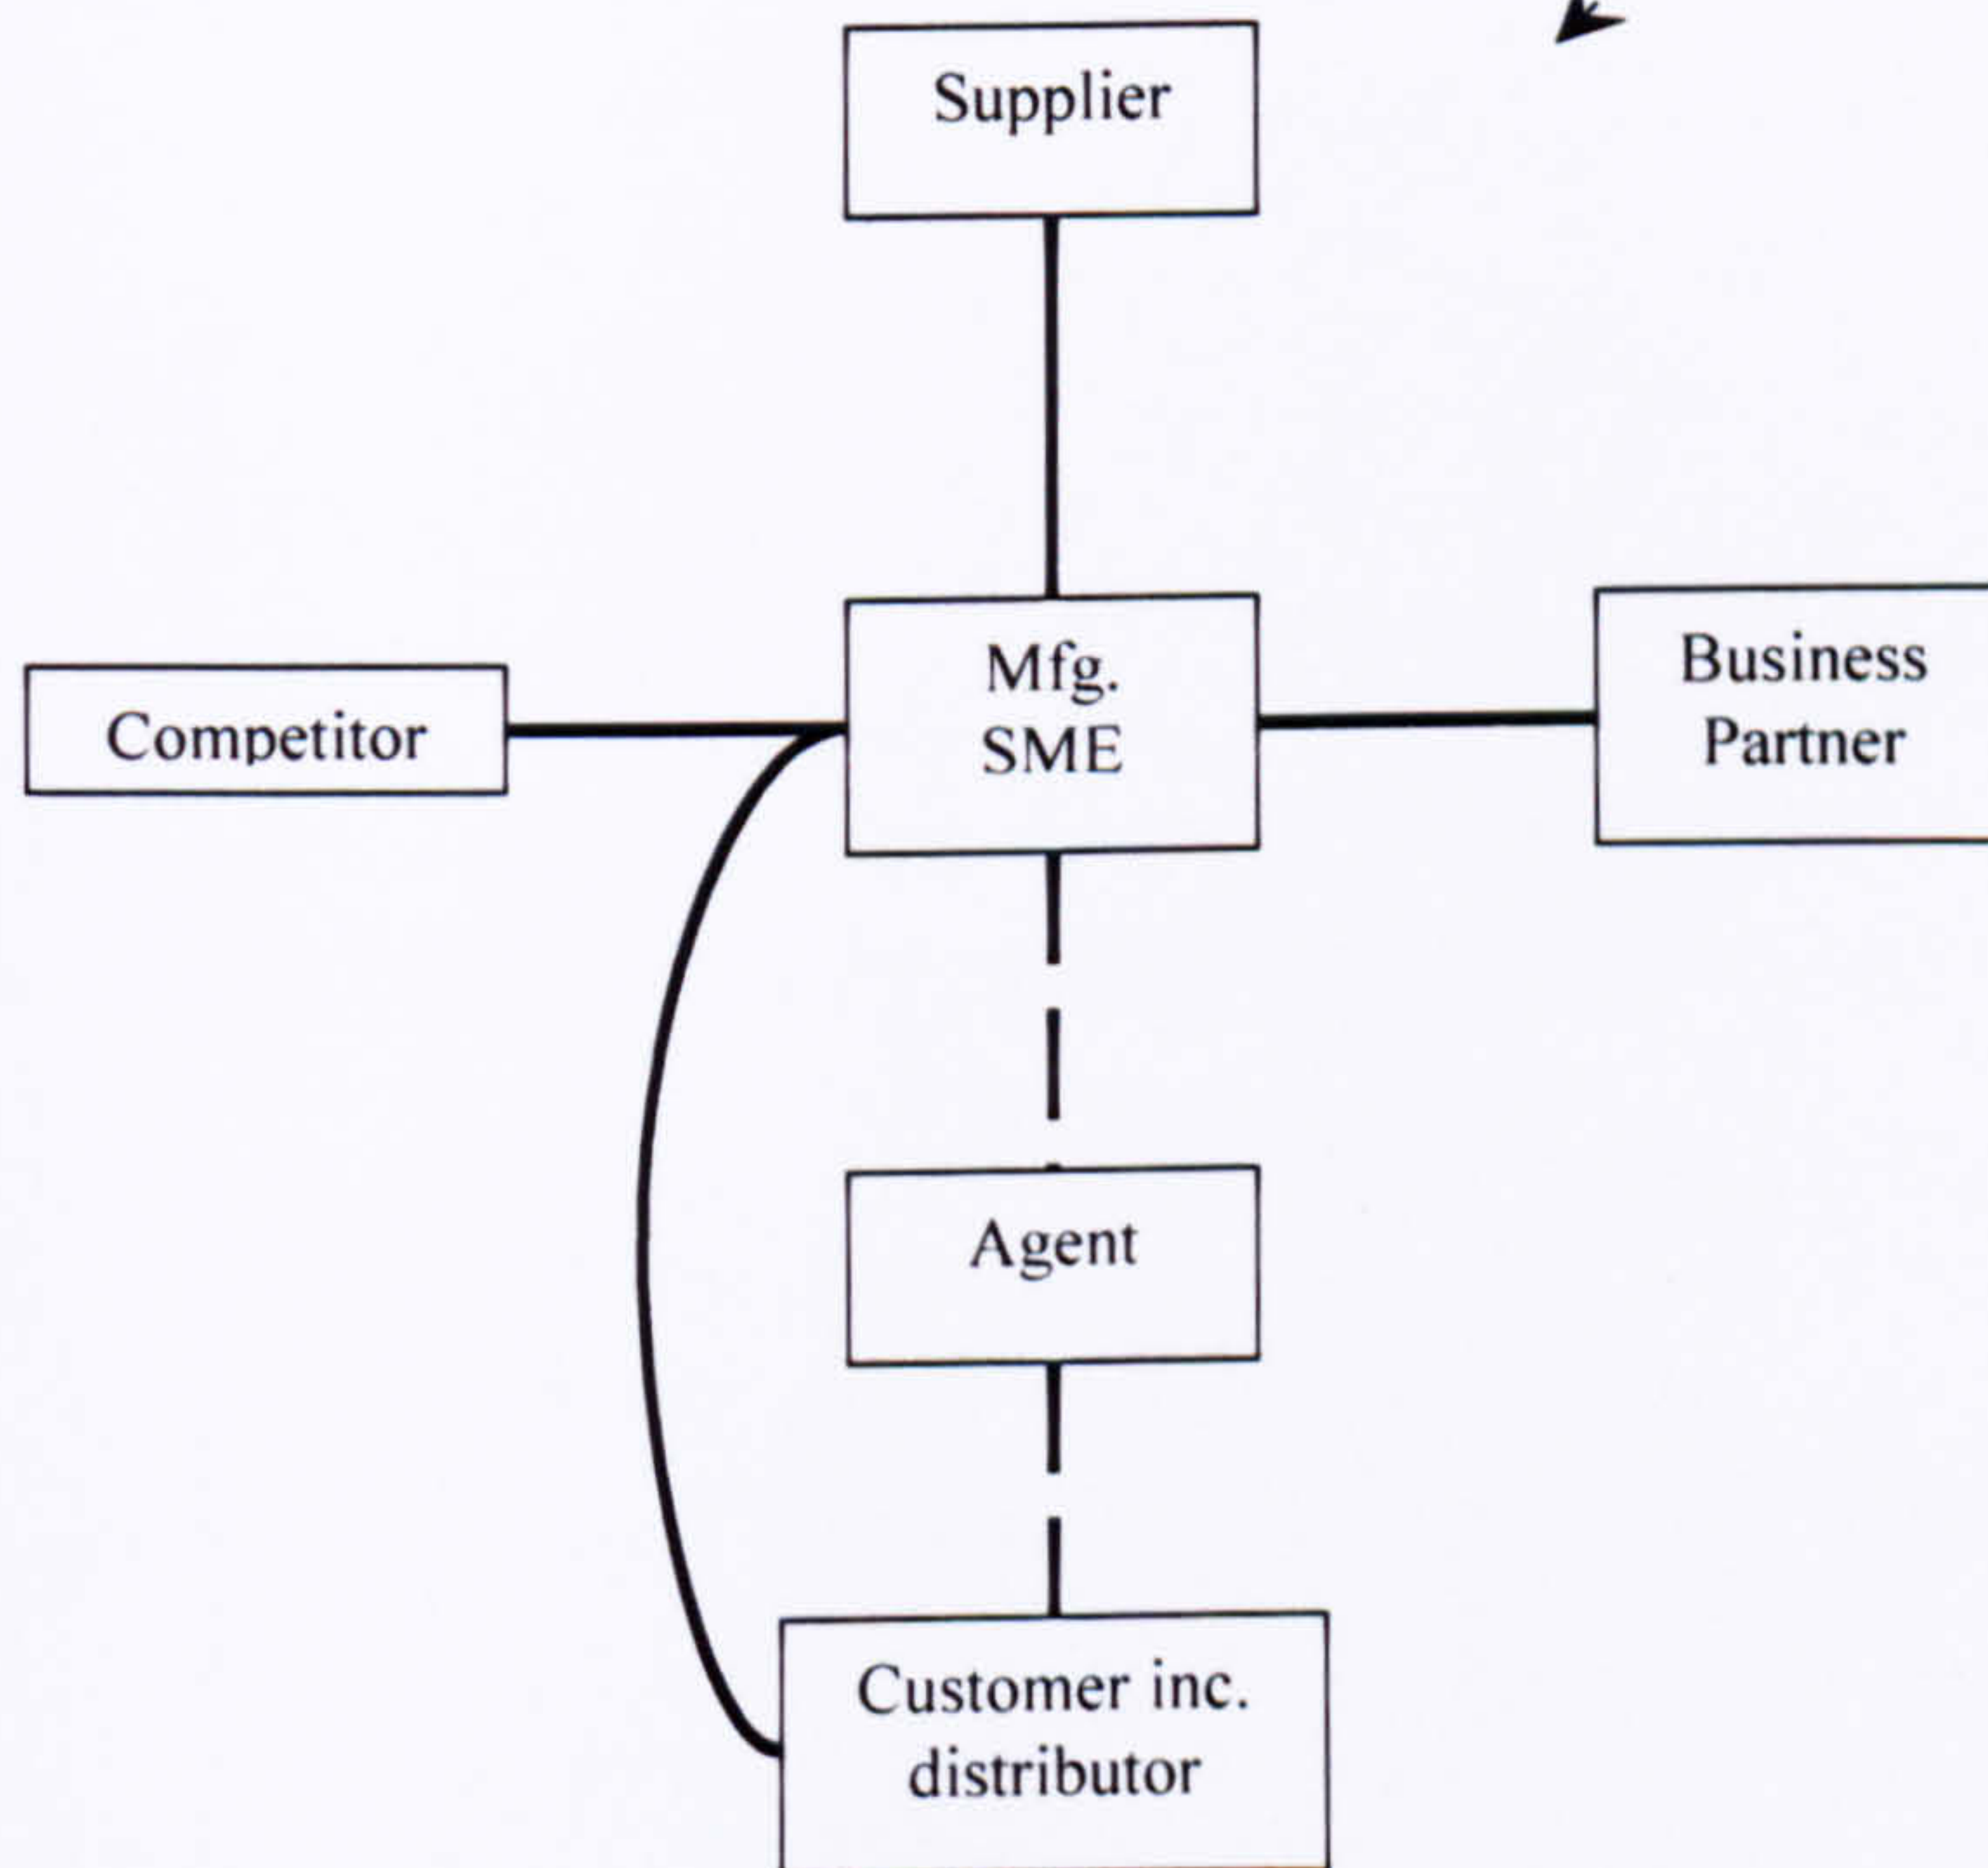 Supplier
Mfg.
SME
Business
Partner
Competitor
Agent
Customer inc.
distributor